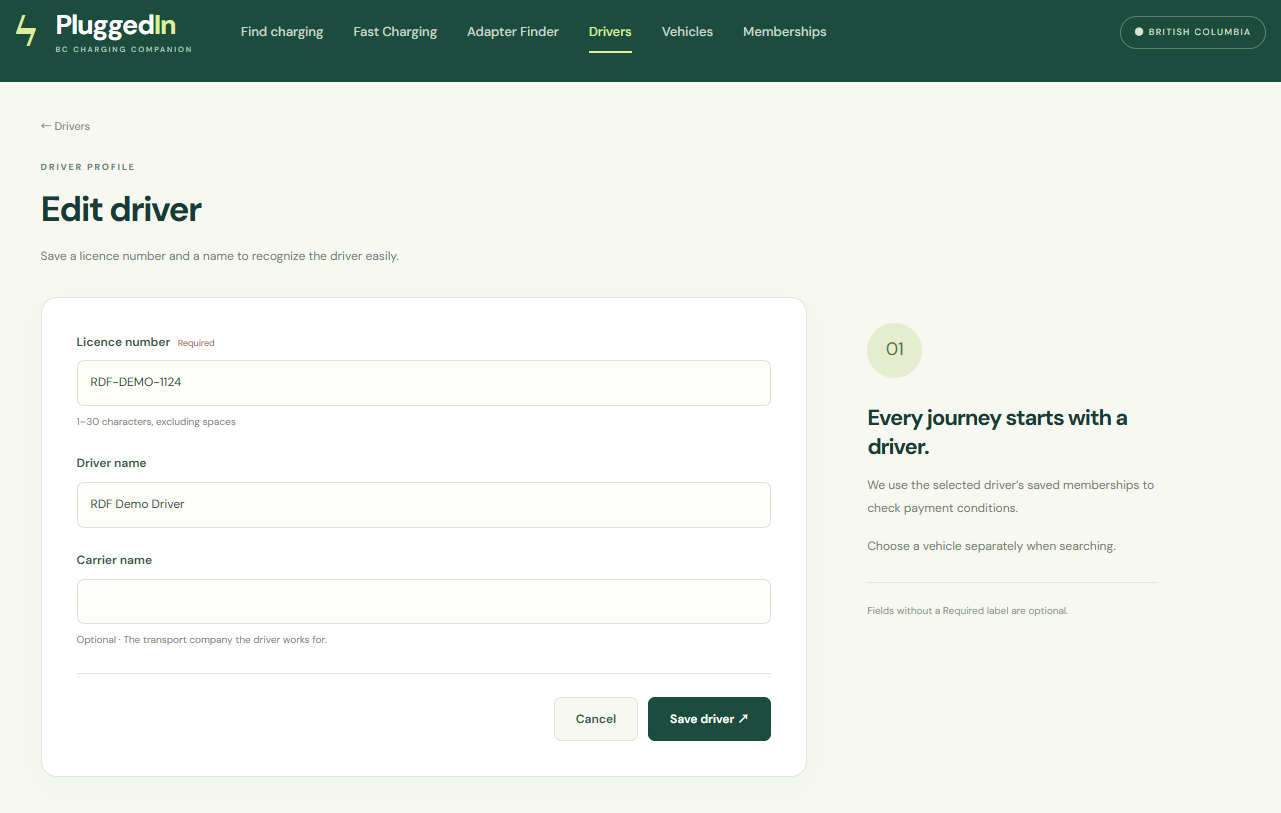 PluggedIn
BC CHARGING COMPANION
Find charging
Fast Charging
Adapter Finder
Drivers
Vehicles
Memberships
BRITISH COLUMBIA
← Drivers
DRIVER PROFILE
Edit driver
Save a licence number and a name to recognize the driver easily.
Licence number Required
RDF-DEMO-1124
1–30 characters, excluding spaces
Driver name
RDF Demo Driver
Carrier name
Optional · The transport company the driver works for.
Cancel
Save driver ↗
01
Every journey starts with a
driver.
We use the selected driver’s saved memberships to
check payment conditions.
Choose a vehicle separately when searching.
Fields without a Required label are optional.